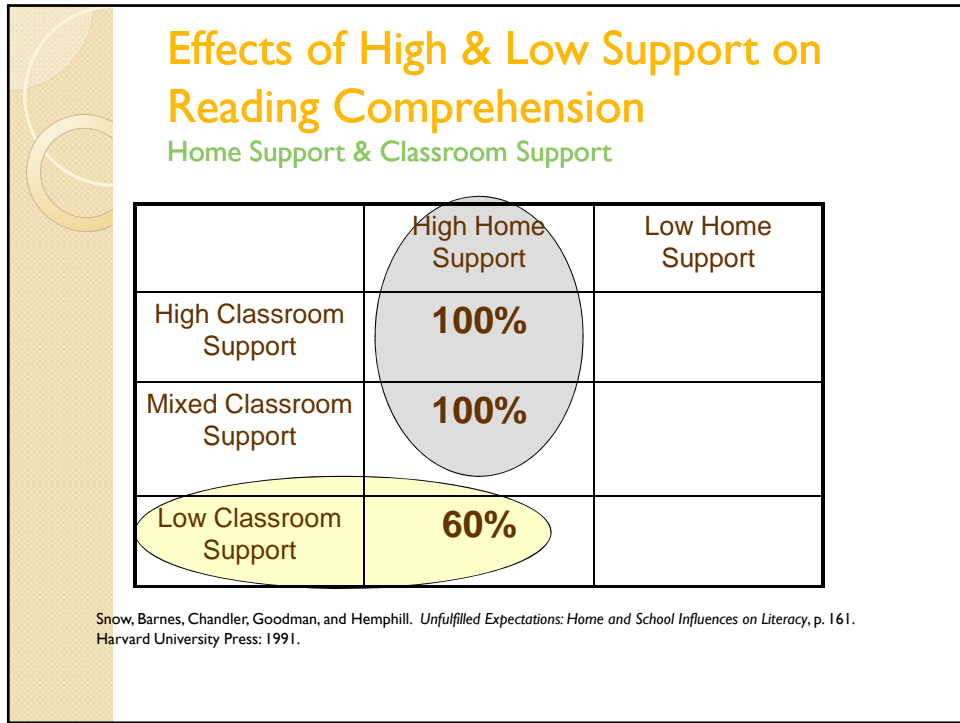 Effects of High & Low Support on
Reading Comprehension
Home Support & Classroom Support
High Home
Support
Low Home
Support
High Classroom
Support
100%
Mixed Classroom
Support
100%
Low Classroom
Support
60%
Snow, Barnes, Chandler, Goodman, and Hemphill. Unfulfilled Expectations: Home and School Influences on Literacy, p. 161.
Harvard University Press: 1991.